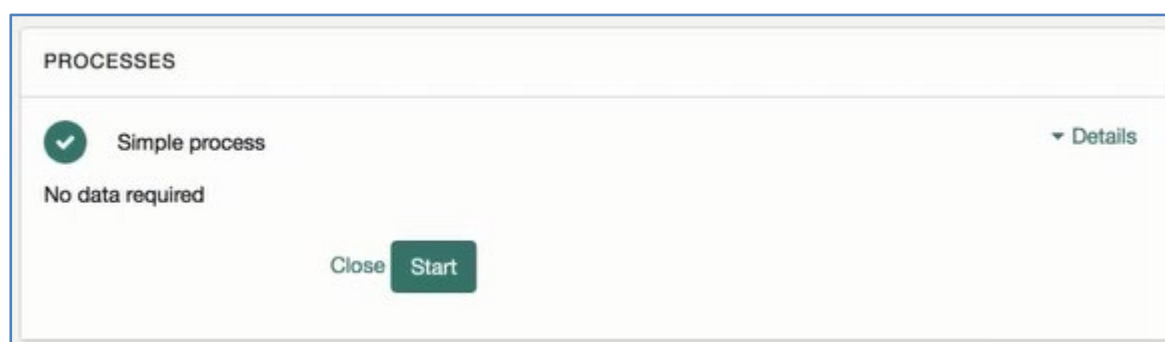 PROCESSES
Simple process
Details
No data required
Close
Start